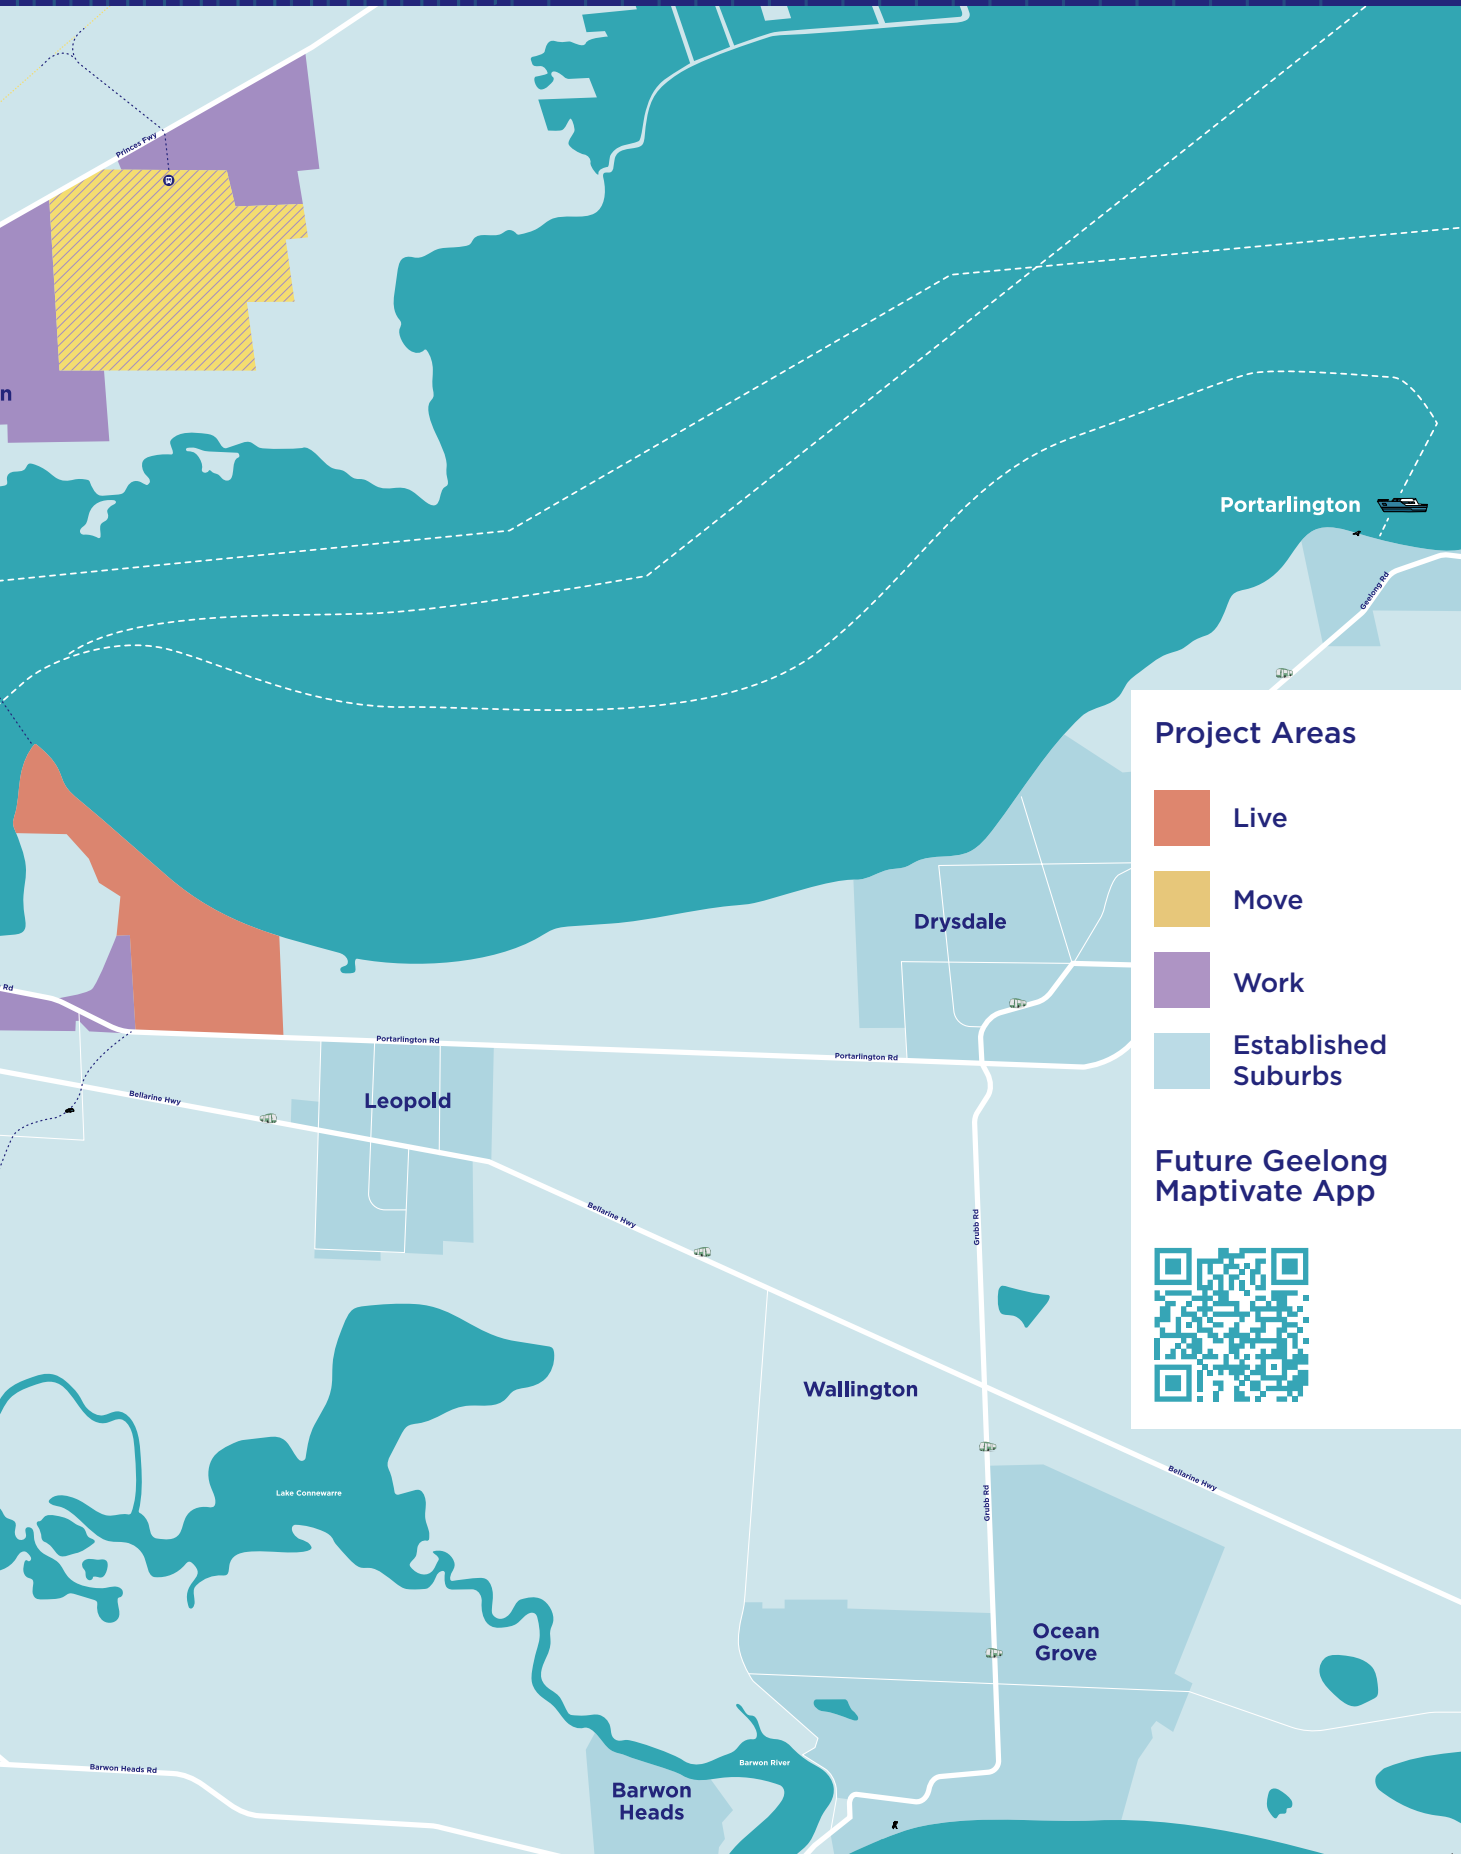 Princes Fwy
n
Portarlington
Geelong Rd
Project Areas
Live
Move
Work
Established
Suburbs
Future Geelong
Maptivate App
Drysdale
Rd
Portarlington Rd
Portarlington Rd
Bellarine Hwy
Leopold
Bellarine Hwy
Grubb Rd
Wallington
Bellarine Hwy
Lake Connewarre
Grubb Rd
Ocean
Grove
Barwon River
Barwon Heads Rd
Barwon
Heads